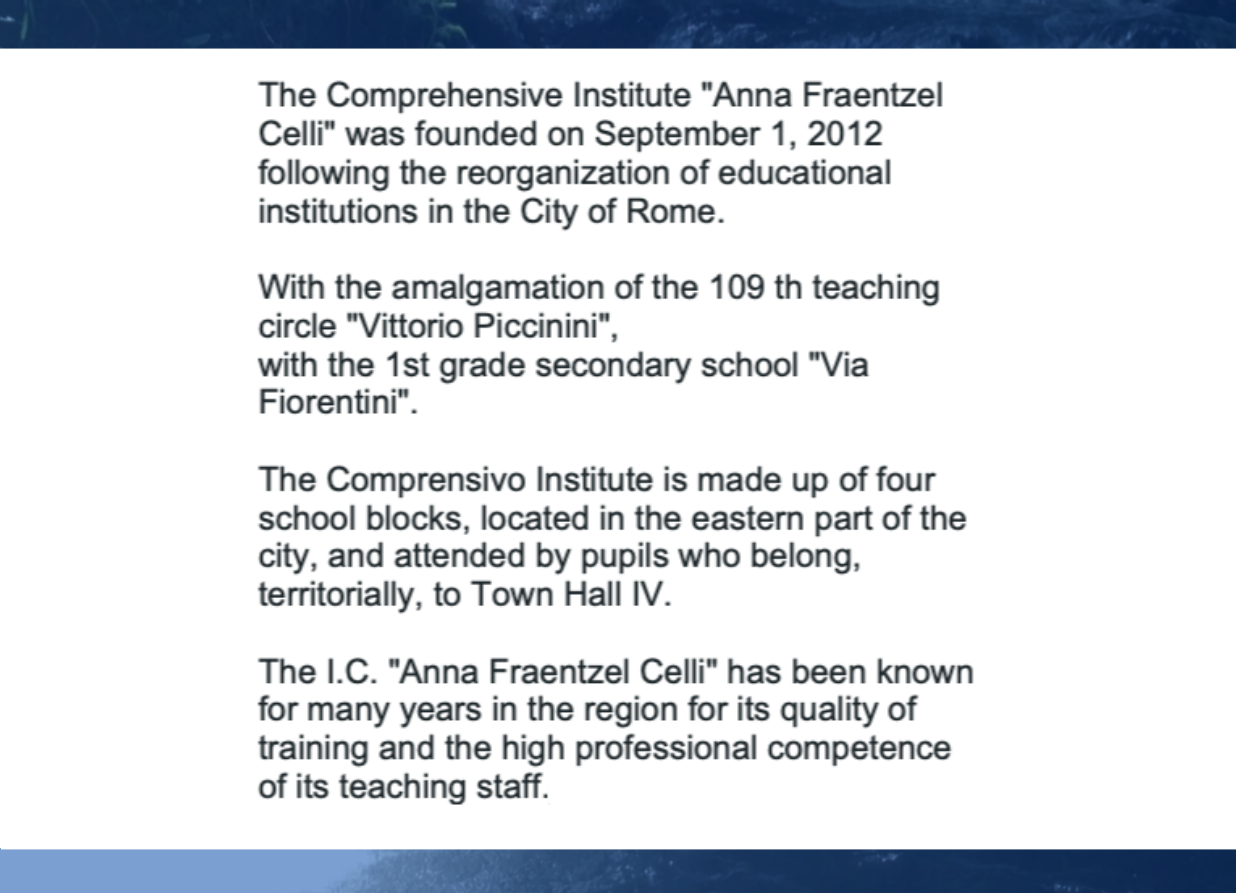 The Comprehensive Institute "Anna Fraentzel
Celli" was founded on September 1, 2012
following the reorganization of educational
institutions in the City of Rome.
With the amalgamation of the 109 th teaching
circle "Vittorio Piccinini",
with the 1st grade secondary school "Via
Fiorentini".
The Comprensivo Institute is made up of four
school blocks, located in the eastern part of the
city, and attended by pupils who belong,
territorially, to Town Hall IV.
The I.C. "Anna Fraentzel Celli" has been known
for many years in the region for its quality of
training and the high professional competence
of its teaching staff.